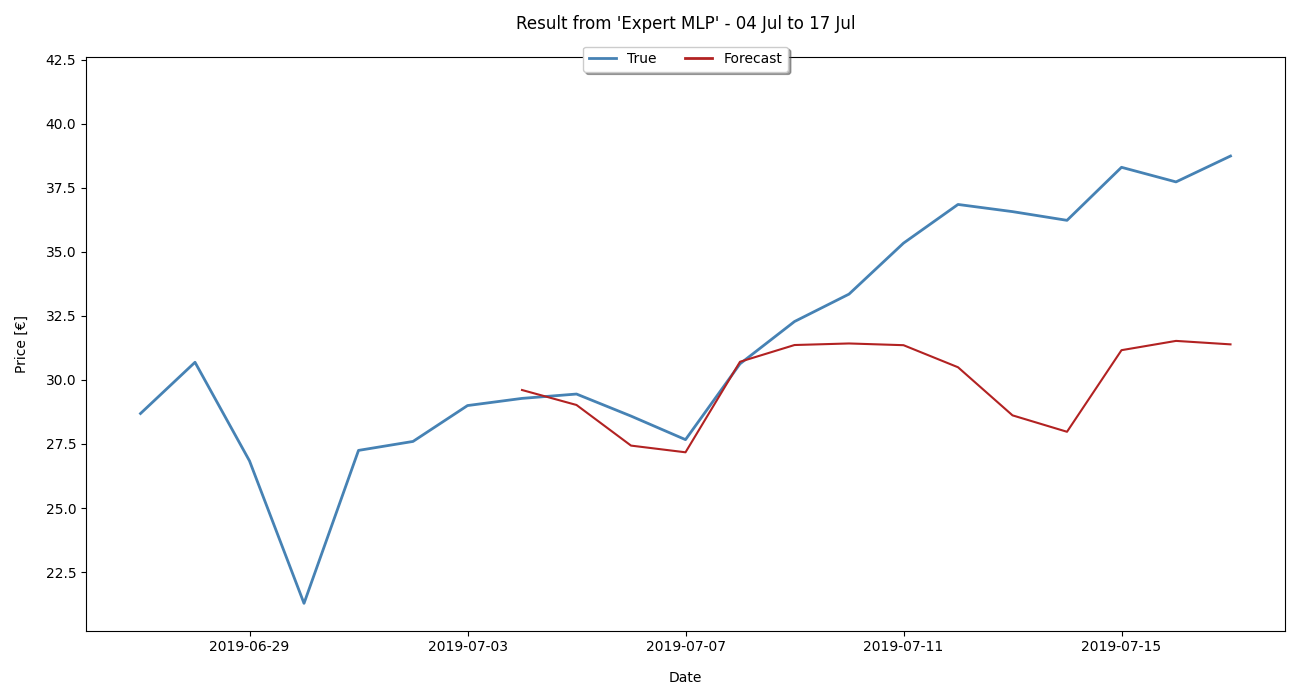 Result from 'Expert MLP' - 04 Jul to 17 Jul
True Forecast
42.5
40.0
37.5
35.0
32.5
30.0
27.5
25.0
22.5
Price [€]
2019-06-29 2019-07-03 2019-07-07 2019-07-11 2019-07-15
Date